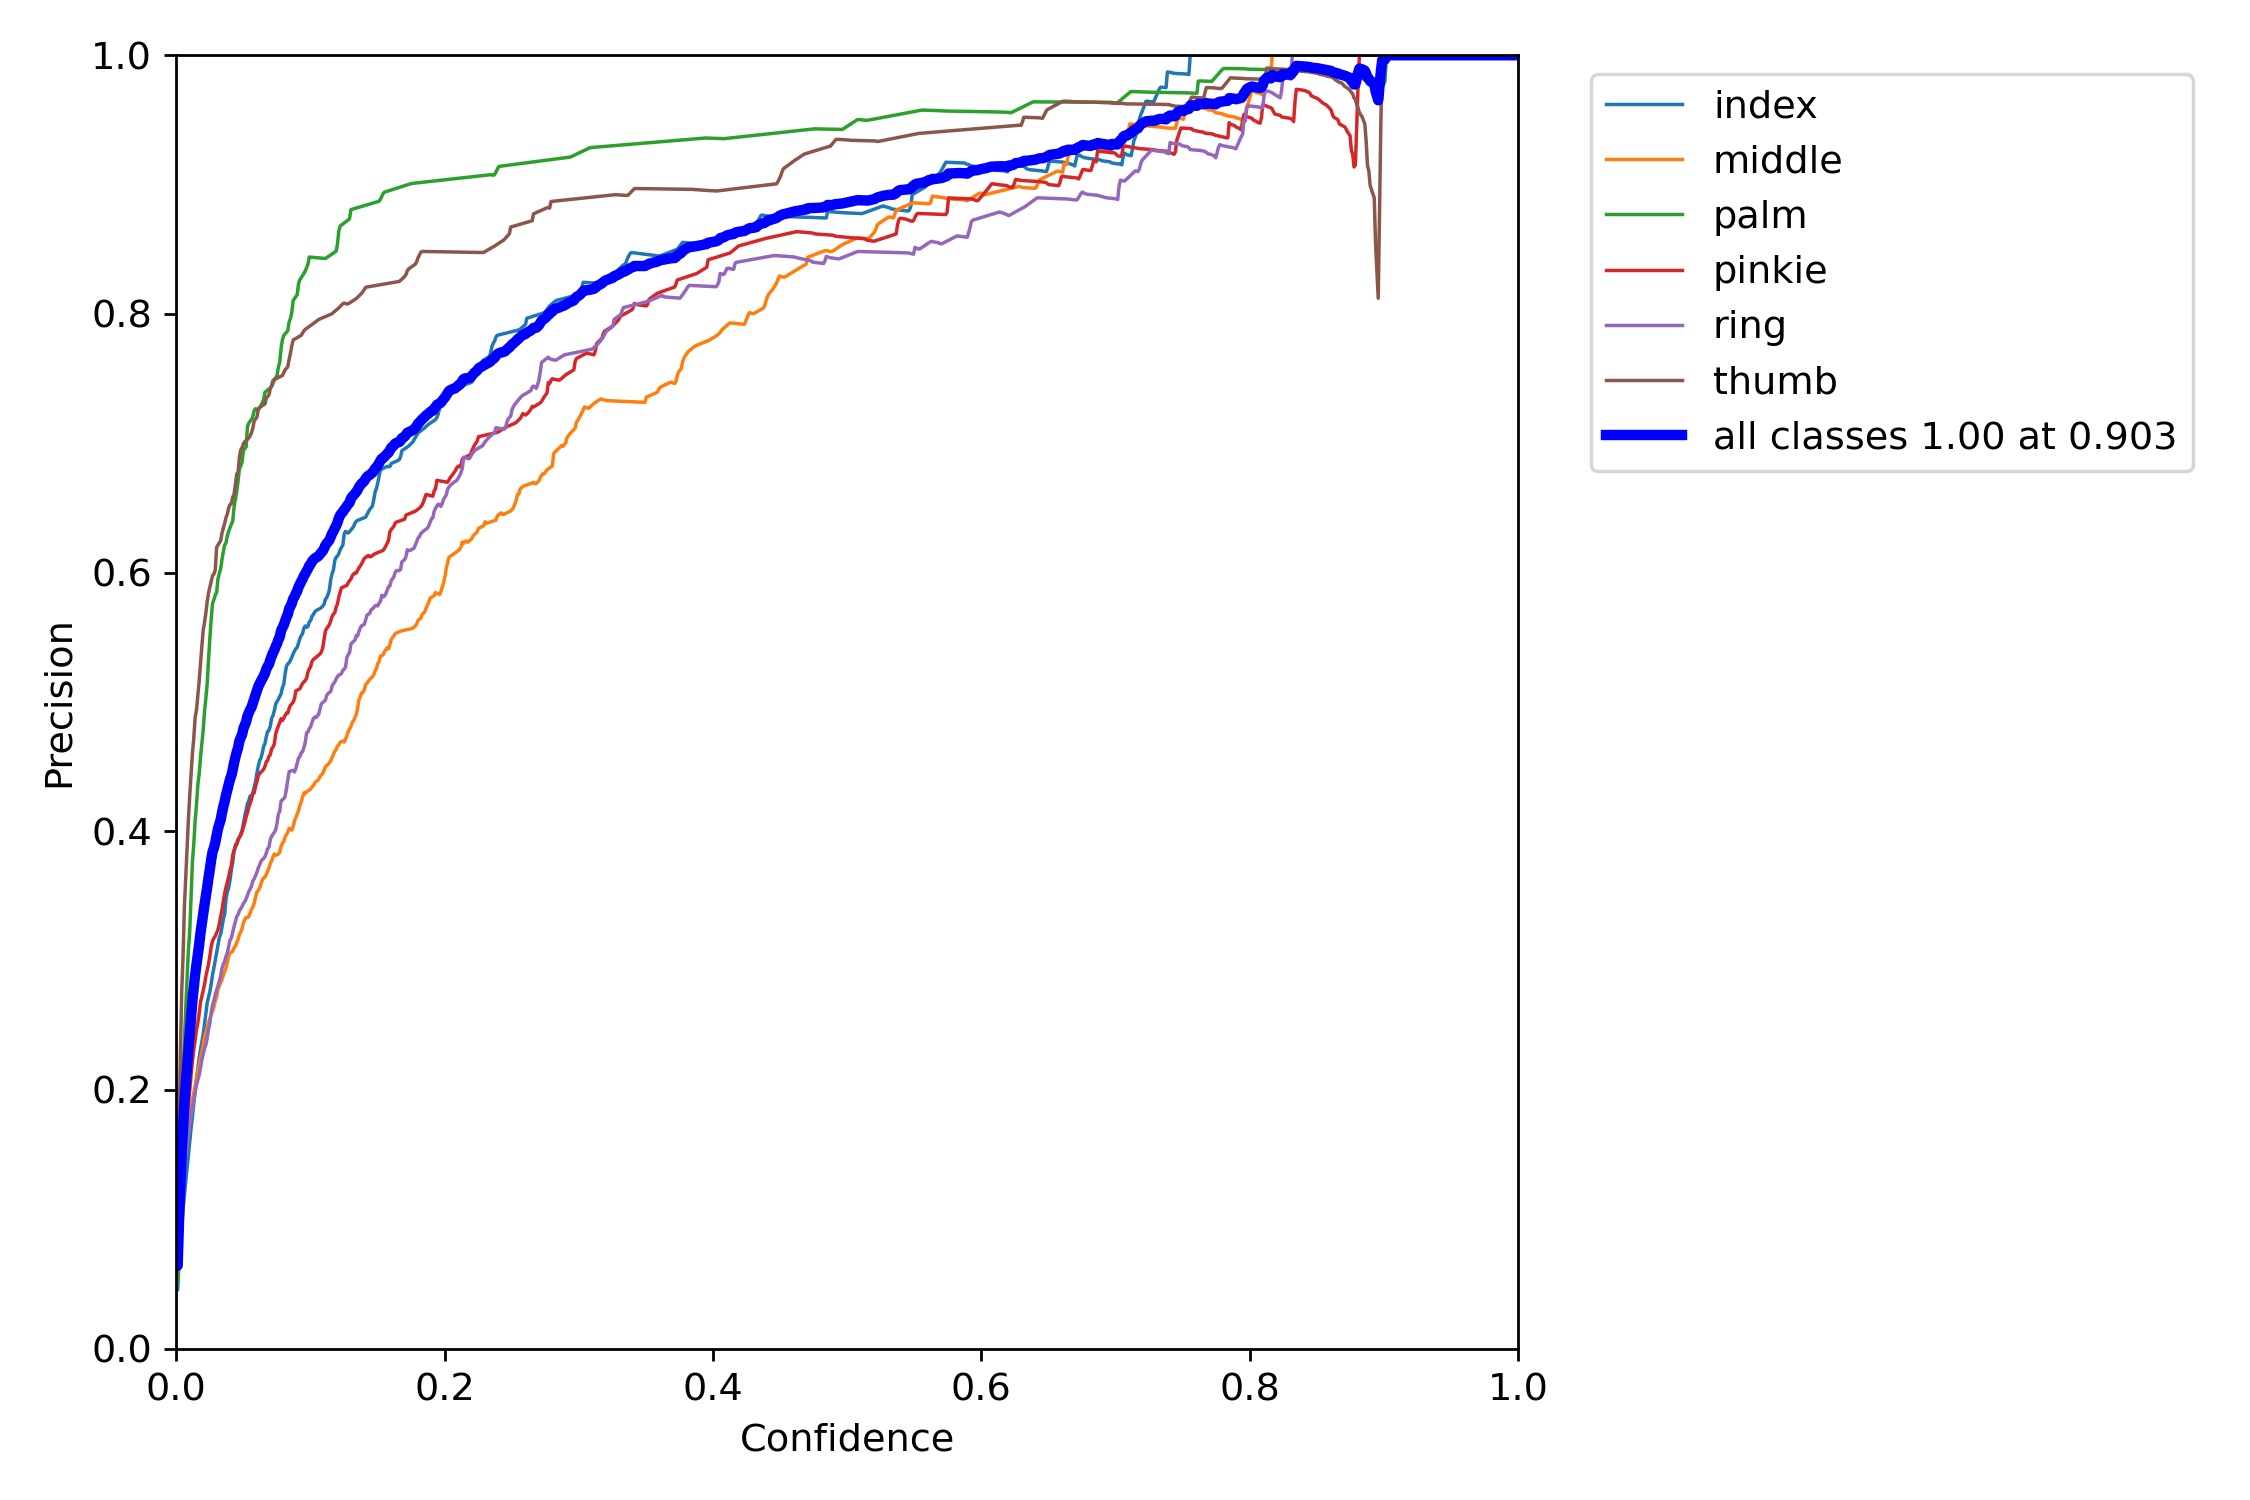 1.0
0.8
0.6
0.4
0.2
0.0
Precision
0.0 0.2 0.4 0.6 0.8 1.0
Confidence
index
middle
palm
pinkie
ring
thumb
all classes 1.00 at 0.903